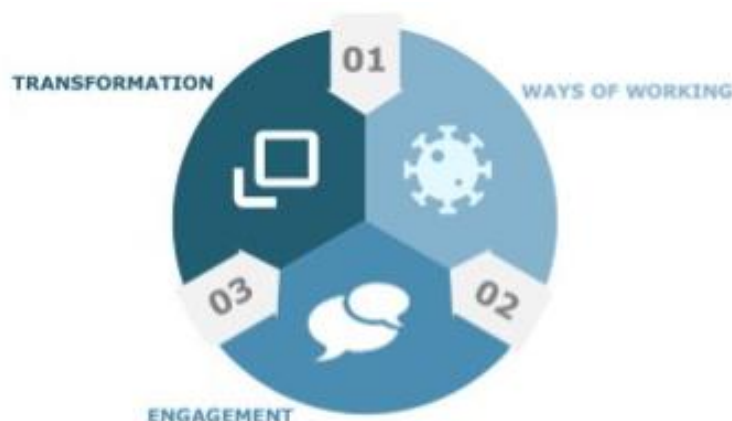 01
TRANSFORMATION
WAYS OF WORKING
03
02
ENGAGEMENT